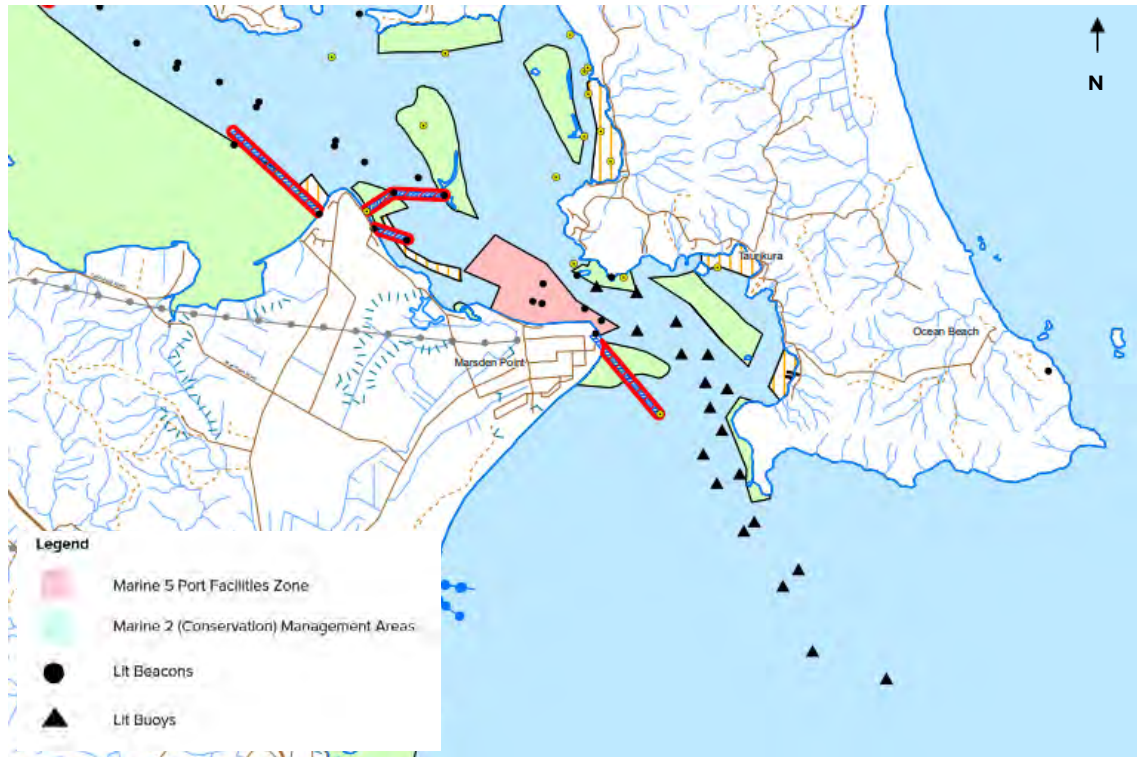 N
Taurikura
Ocean Beach
Marsden Point
Legend
Marine 5 Port Facilities Zone
Marine 2 (Conservation) Management Areas
Lit Beacons
Lit Buoys